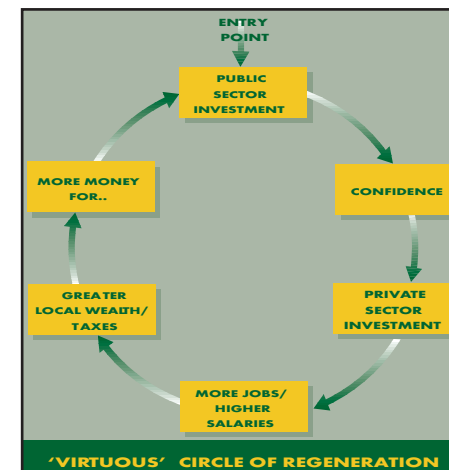 ENTRY
POINT
PUBLIC
SECTOR
INVESTMENT
CONFIDENCE
PRIVATE
SECTOR
INVESTMENT
MORE JOBS/
HIGHER
SALARIES
GREATER
LOCAL WEALTH/
TAXES
MORE MONEY
FOR..
'VIRTUOUS' CIRCLE OF REGENERATION